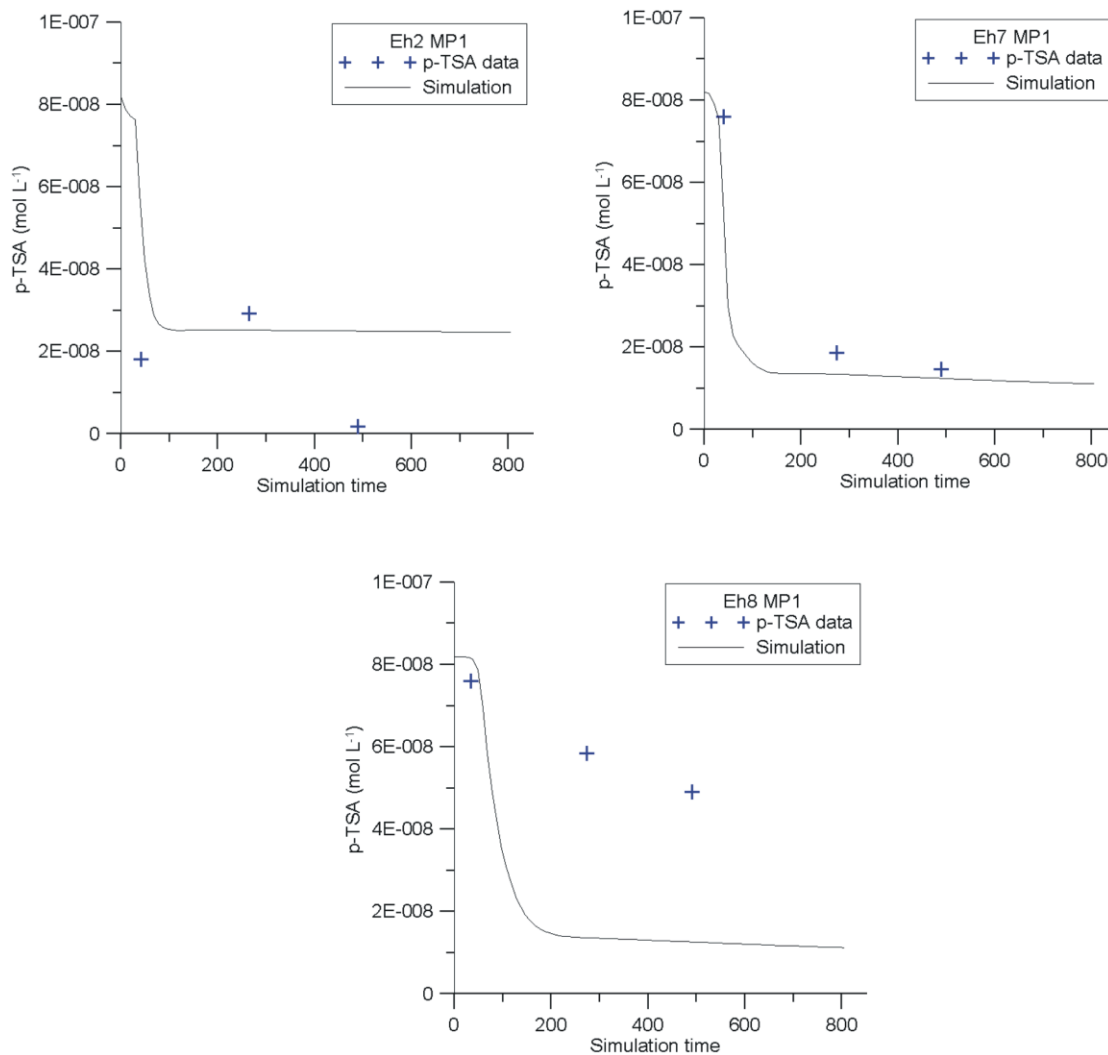 1E-007
8E-008
6E-008
4E-008
2E-008
0
p-TSA (mol L⁻¹)
0 200 400 600 800
Simulation time
Eh2 MP1
p-TSA data
Simulation
1E-007
8E-008
6E-008
4E-008
2E-008
0
p-TSA (mol L⁻¹)
0 200 400 600 800
Simulation time
Eh7 MP1
p-TSA data
Simulation
1E-007
8E-008
6E-008
4E-008
2E-008
0
p-TSA (mol L⁻¹)
0 200 400 600 800
Simulation time
Eh8 MP1
p-TSA data
Simulation